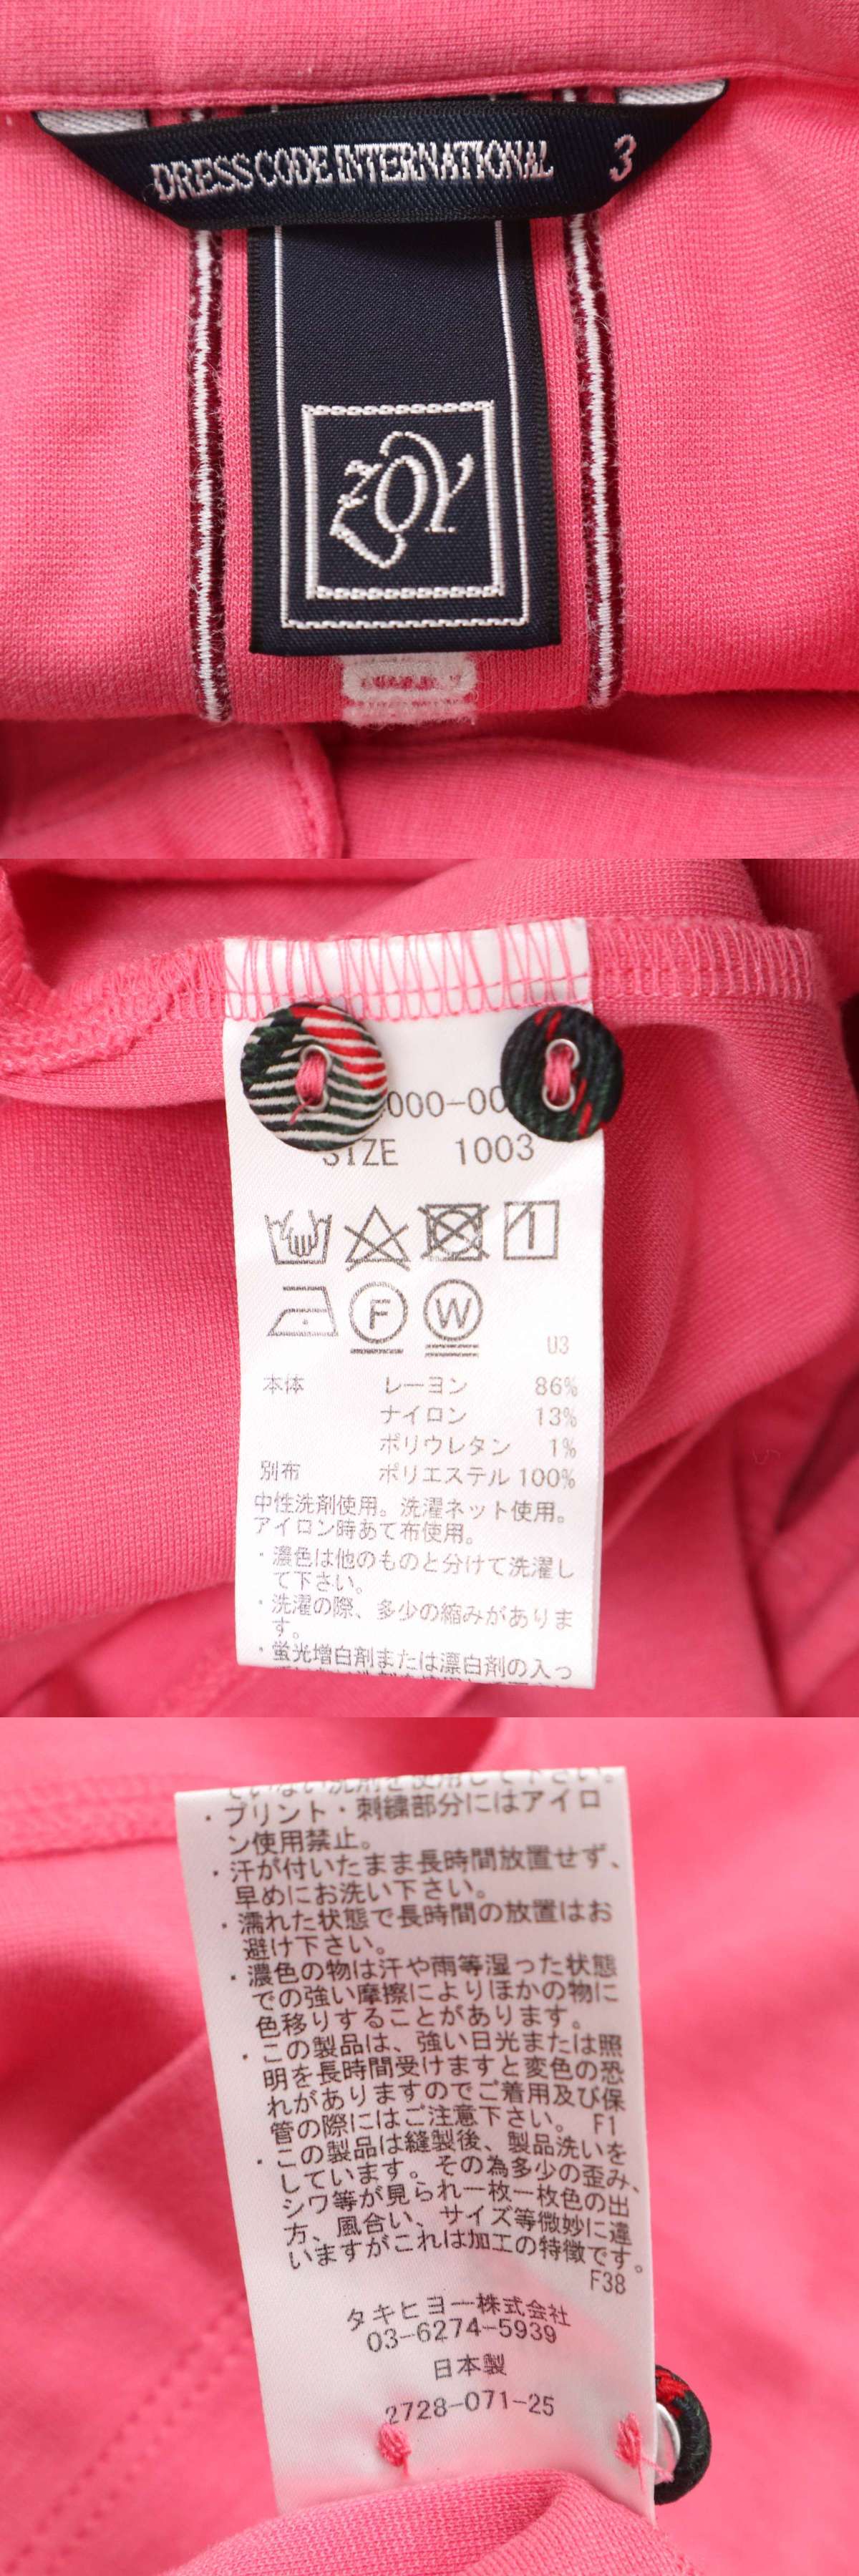 DRESS CODE INTERNATIONAL 3
ZOY
000-00
SIZE 1003
1
F W
U3
本体 レーヨン 86%
ナイロン 13%
ポリウレタン 1%
別布 ポリエステル 100%
中性洗剤使用。洗濯ネット使用。
アイロン時あて布使用。
・濃色は他のものと分けて洗濯し
て下さい。
・洗濯の際、多少の縮みがありま
す。
・蛍光増白剤または漂白剤の入っ
ていない洗剤を使用して下さい。
・プリント・刺繍部分にはアイロ
ン使用禁止。
・汗が付いたまま長時間放置せず、
早めにお洗い下さい。
・濡れた状態で長時間の放置はお
避け下さい。
・濃色の物は汗や雨等湿った状態
での強い摩擦によりほかの物に
色移りすることがあります。
・この製品は、強い日光または照
明を長時間受けますと変色の恐
れがありますのでご着用及び保
管の際にはご注意下さい。 F1
・この製品は縫製後、製品洗いを
しています。その為多少の歪み、
シワ等が見られ一枚一枚色の出
方、風合い、サイズ等微妙に違
いますがこれは加工の特徴です。
F38
タキヒヨー株式会社
03-6274-5939
日本製
2728-071-25